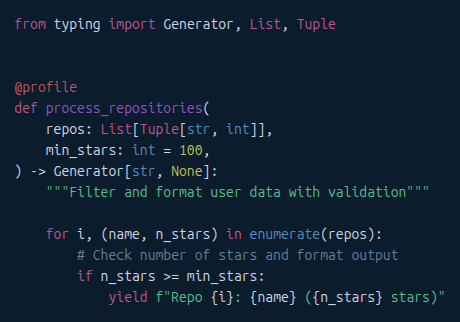 from typing import Generator, List, Tuple


@profile
def process_repositories(
    repos: List[Tuple[str, int]],
    min_stars: int = 100,
) -> Generator[str, None]:
    """Filter and format user data with validation"""

    for i, (name, n_stars) in enumerate(repos):
        # Check number of stars and format output
        if n_stars >= min_stars:
            yield f"Repo {i}: {name} ({n_stars} stars)"